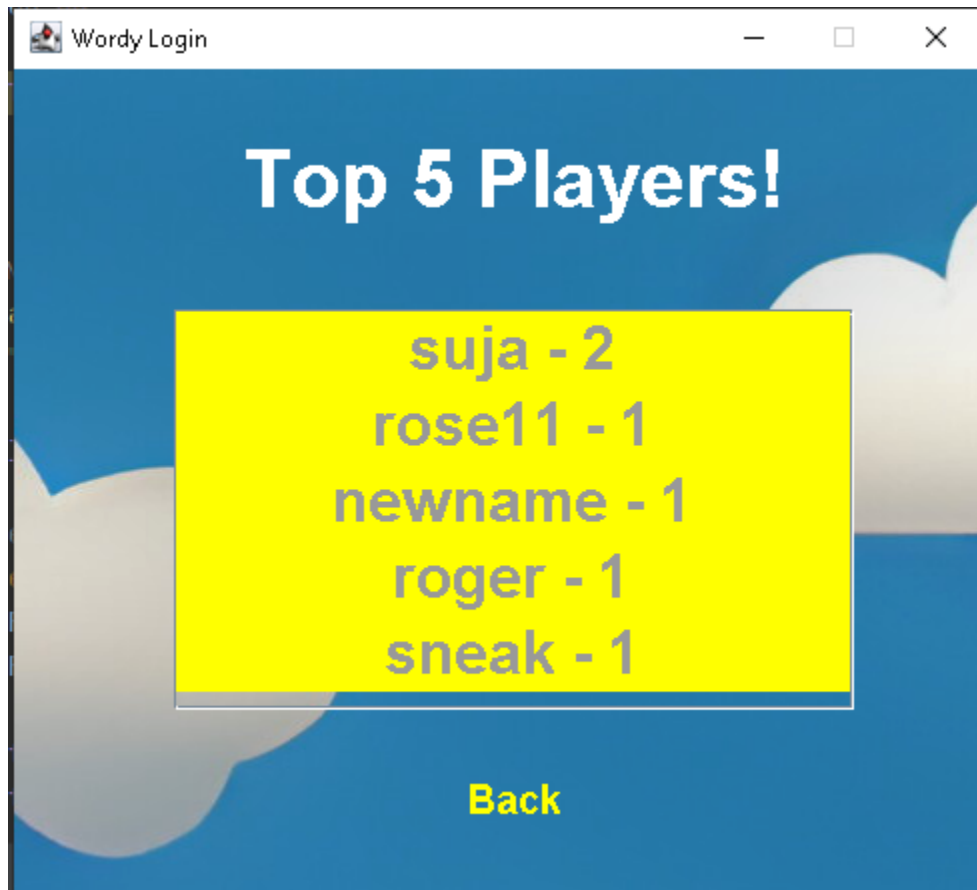 Wordy Login
Top 5 Players!
suja - 2
rose11 - 1
newname - 1
roger - 1
sneak - 1
Back